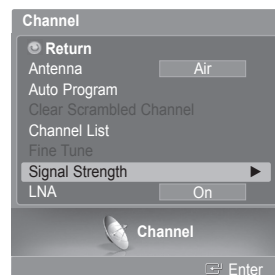 Channel
Return
Antenna Air
Auto Program
Clear Scrambled Channel
Channel List
Fine Tune
Signal Strength
LNA On
Channel
Enter